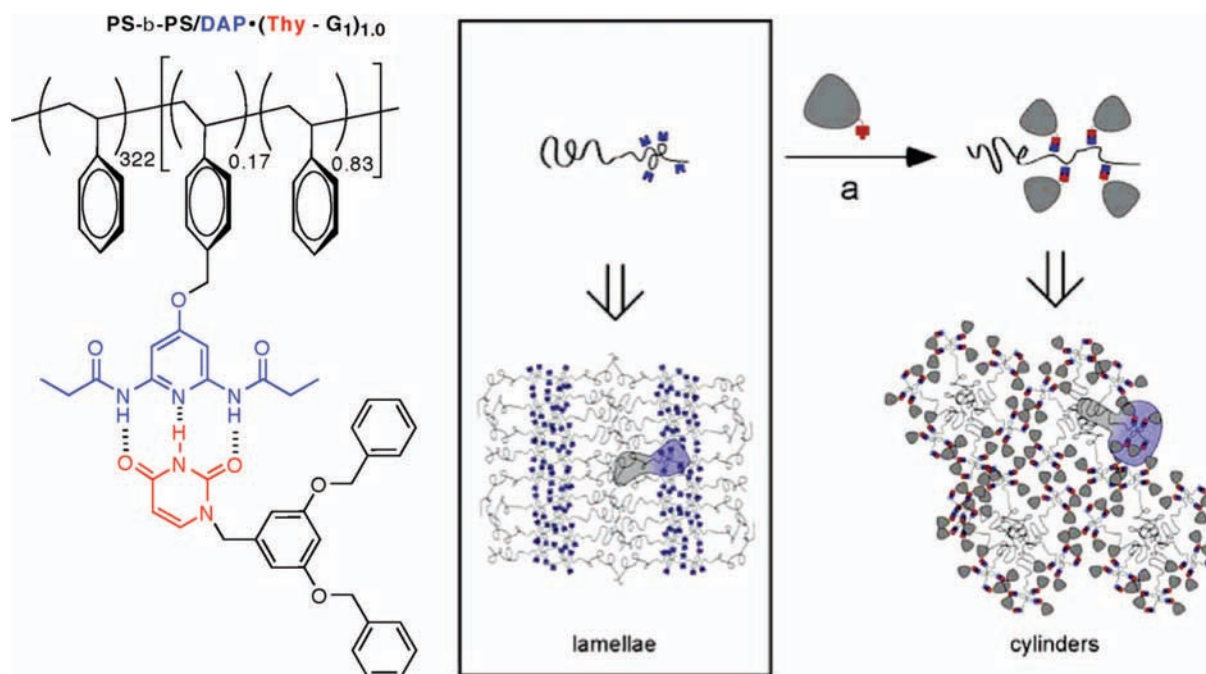 PS-b-PS/DAP•(Thy - G1)1.0
322
0.17
0.83
O
O
O
N
H
N
N
H
H
O
N
O
N
O
O
a
lamellae
cylinders